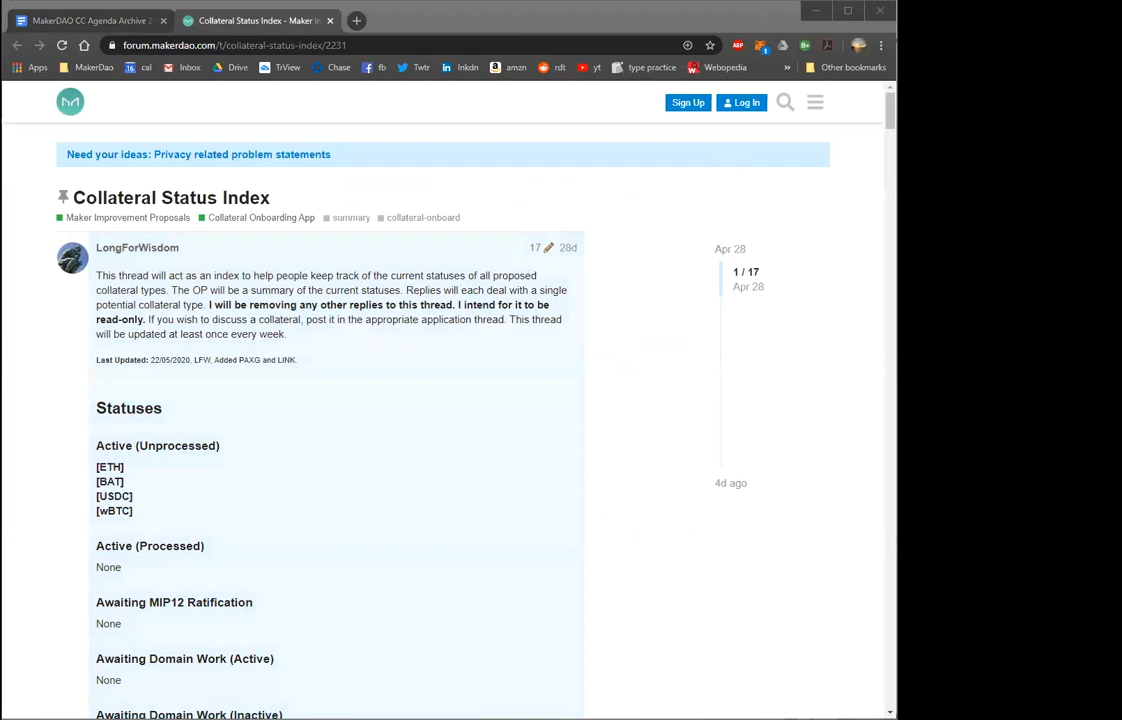 MakerDAO CC Agenda Archive 2
Collateral Status Index - Maker In
forum.makerdao.com/t/collateral-status-index/2231
Apps
MakerDao
cal
Inbox
Drive
TrView
Chase
fb
Twtr
lnkdn
amzn
rdt
yt
type practice
Webopedia
»
Other bookmarks
Sign Up
Log In
Need your ideas: Privacy related problem statements
Collateral Status Index
Maker Improvement Proposals Collateral Onboarding App summary collateral-onboard
LongForWisdom
17 28d
This thread will act as an index to help people keep track of the current statuses of all proposed
collateral types. The OP will be a summary of the current statuses. Replies will each deal with a single
potential collateral type. I will be removing any other replies to this thread. I intend for it to be
read-only. If you wish to discuss a collateral, post it in the appropriate application thread. This thread
will be updated at least once every week.
Last Updated: 22/05/2020, LFW, Added PAXG and LINK.
Statuses
Active (Unprocessed)
[ETH]
[BAT]
[USDC]
[wBTC]
Active (Processed)
None
Awaiting MIP12 Ratification
None
Awaiting Domain Work (Active)
None
Awaiting Domain Work (Inactive)
Apr 28
1 / 17
Apr 28
4d ago